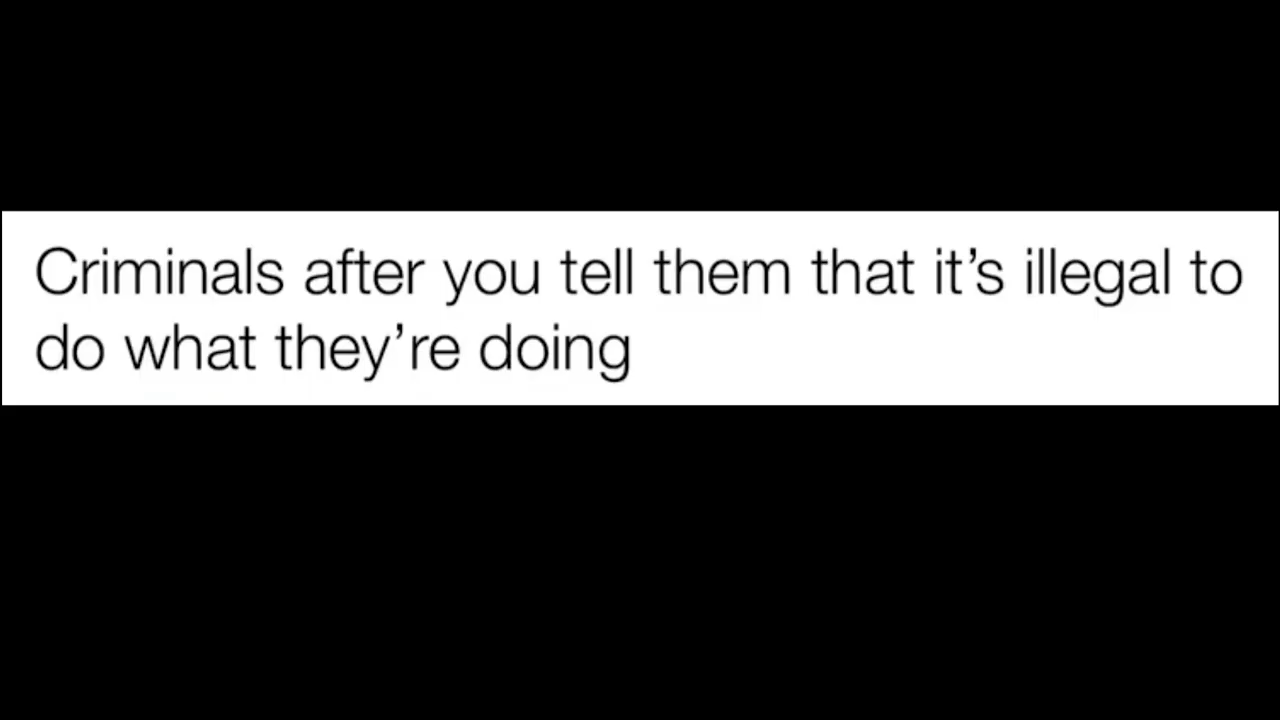 Criminals after you tell them that it’s illegal to
do what they’re doing